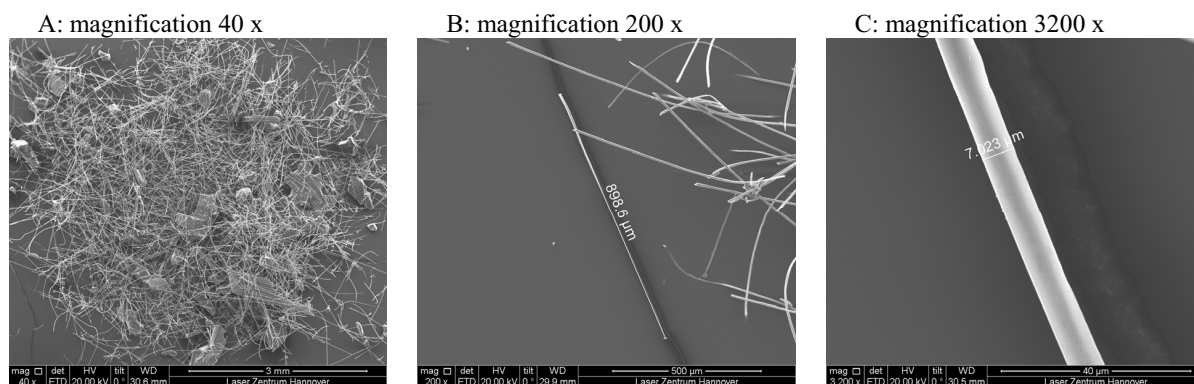 A: magnification 40 x
B: magnification 200 x
C: magnification 3200 x
898.6 µm
7.023 µm
mag □ det HV tilt WD 3 mm
40 x ETD 20.00 kV 0 ° 30.6 mm Laser Zentrum Hannover
mag □ det HV tilt WD 500 µm
200 x ETD 20.00 kV 0 ° 29.9 mm Laser Zentrum Hannover
mag □ det HV tilt WD 40 µm
3 200 x ETD 20.00 kV 0 ° 30.5 mm Laser Zentrum Hannover